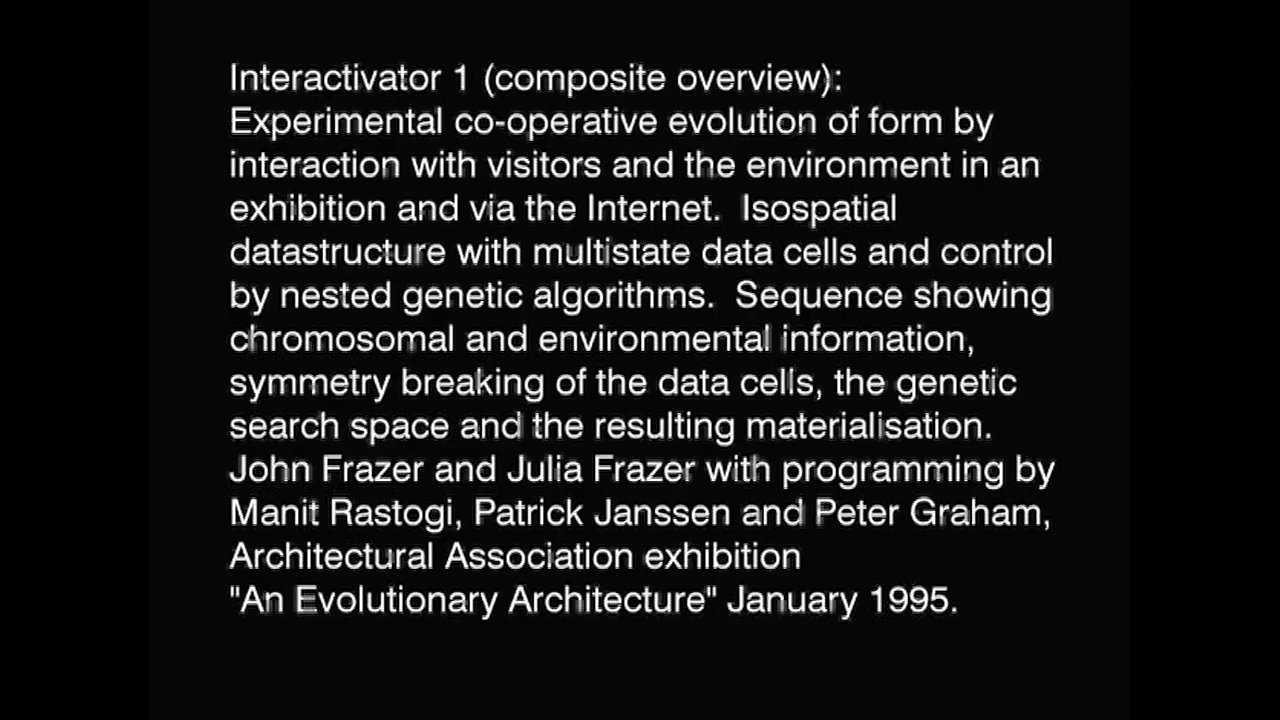 Interactivator 1 (composite overview):
Experimental co-operative evolution of form by
interaction with visitors and the environment in an
exhibition and via the Internet.  Isospatial
datastructure with multistate data cells and control
by nested genetic algorithms.  Sequence showing
chromosomal and environmental information,
symmetry breaking of the data cells, the genetic
search space and the resulting materialisation.
John Frazer and Julia Frazer with programming by
Manit Rastogi, Patrick Janssen and Peter Graham,
Architectural Association exhibition
"An Evolutionary Architecture" January 1995.